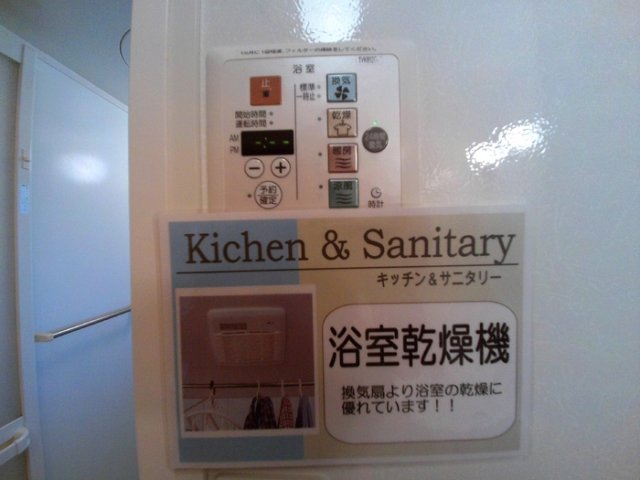 浴室
止
標準
一時止
換気
開始時間
運転時間
乾燥
AM
PM
暖房
涼風
予約
確定
時計
Kichen & Sanitary
キッチン＆サニタリー
浴室乾燥機
換気扇より浴室の乾燥に
優れています！！